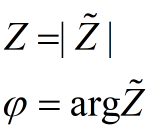 Z =| Z̃ |
φ = argZ̃